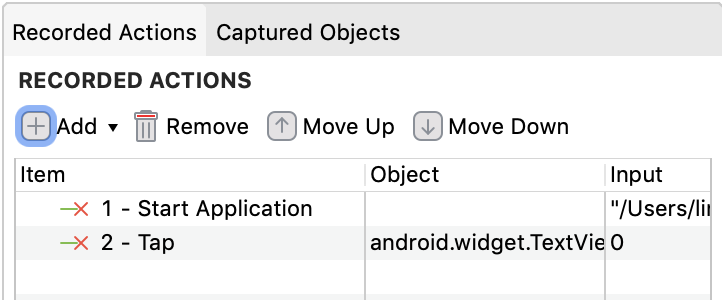 Recorded Actions Captured Objects
RECORDED ACTIONS
Add Remove Move Up Move Down
Item Object Input
1 - Start Application "/Users/li
2 - Tap android.widget.TextVie 0